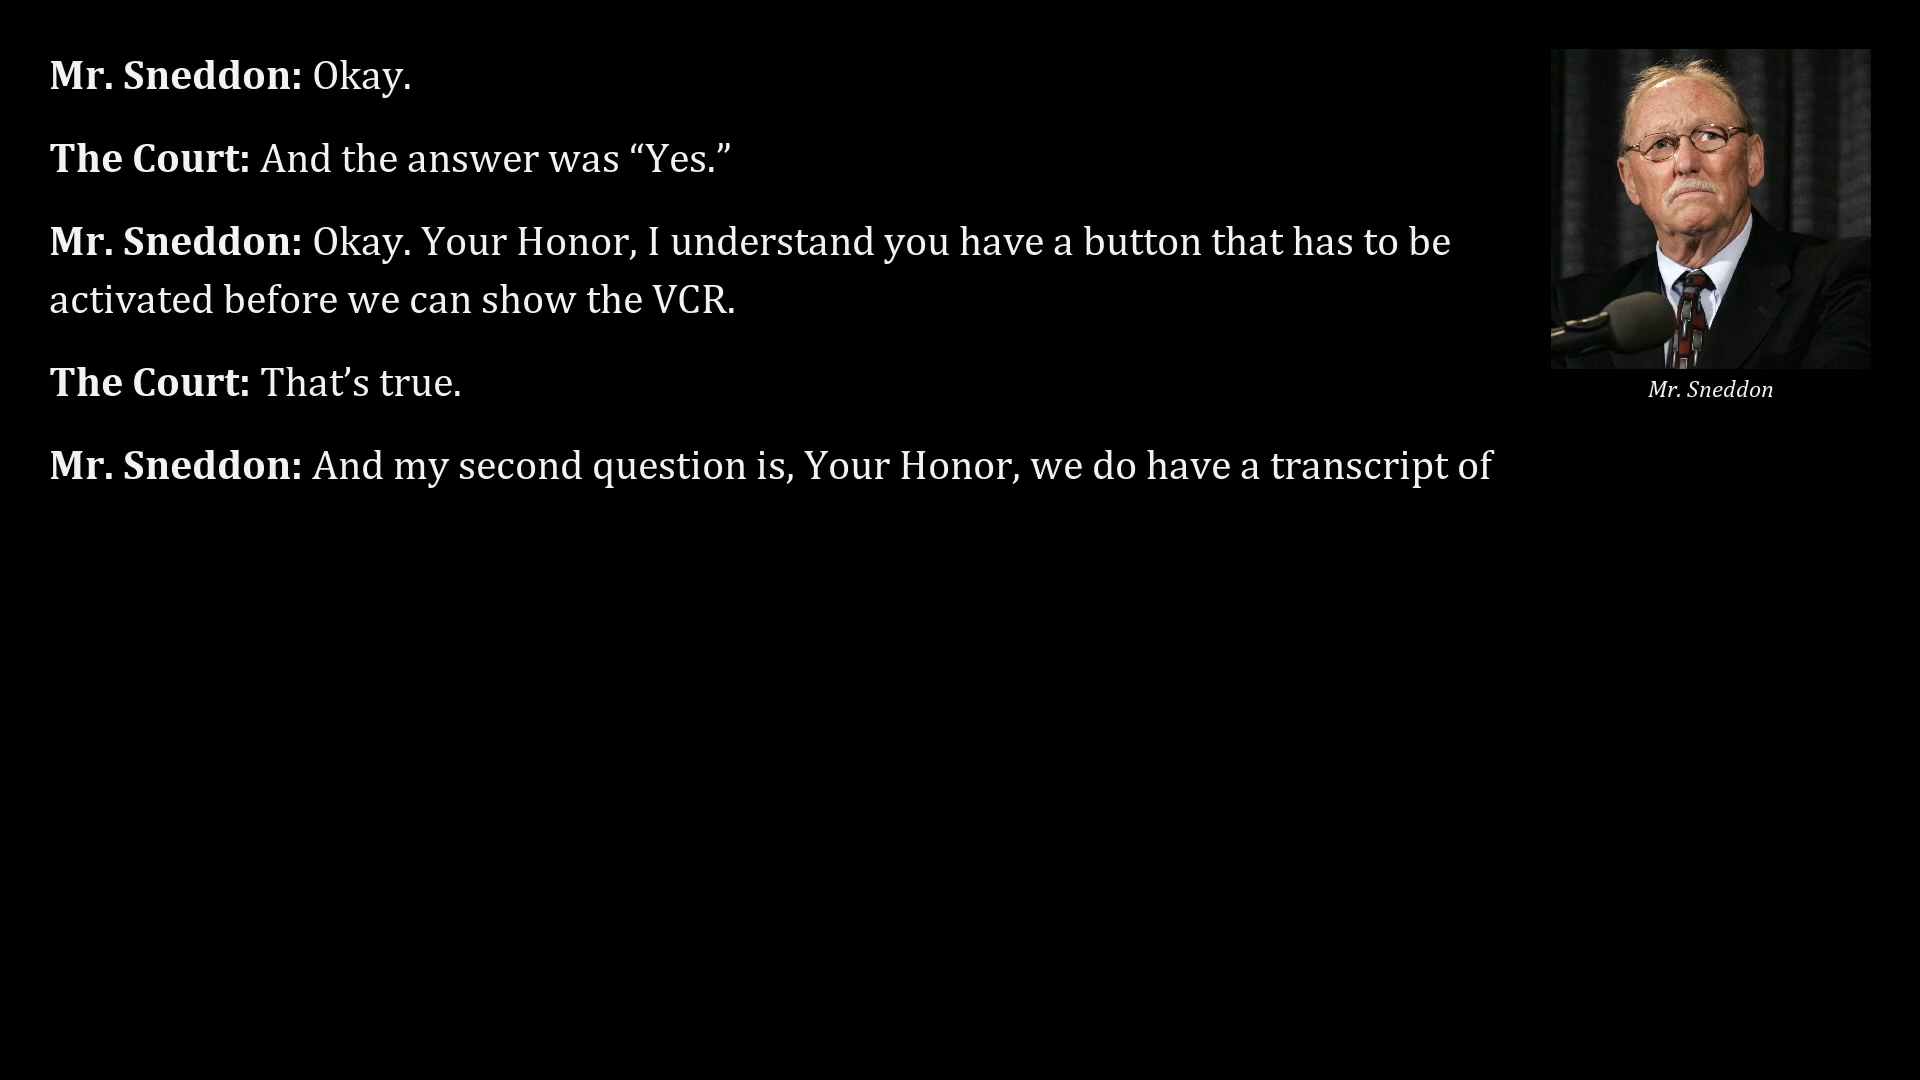 Mr. Sneddon: Okay.
The Court: And the answer was “Yes.”
Mr. Sneddon: Okay. Your Honor, I understand you have a button that has to be
activated before we can show the VCR.
The Court: That’s true.
Mr. Sneddon
Mr. Sneddon: And my second question is, Your Honor, we do have a transcript of